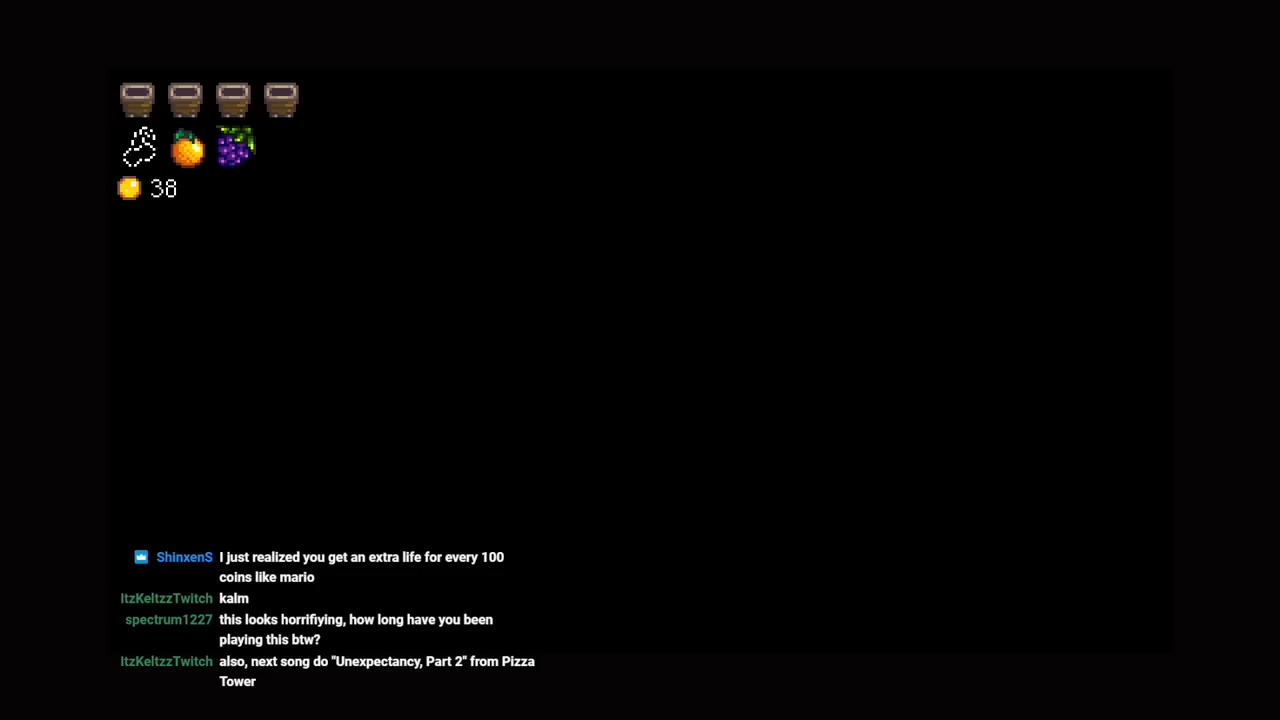 38
ShinxenS I just realized you get an extra life for every 100
coins like mario
ItzKeltzzTwitch kalm
spectrum1227 this looks horrifiying, how long have you been
playing this btw?
ItzKeltzzTwitch also, next song do "Unexpectancy, Part 2" from Pizza
Tower